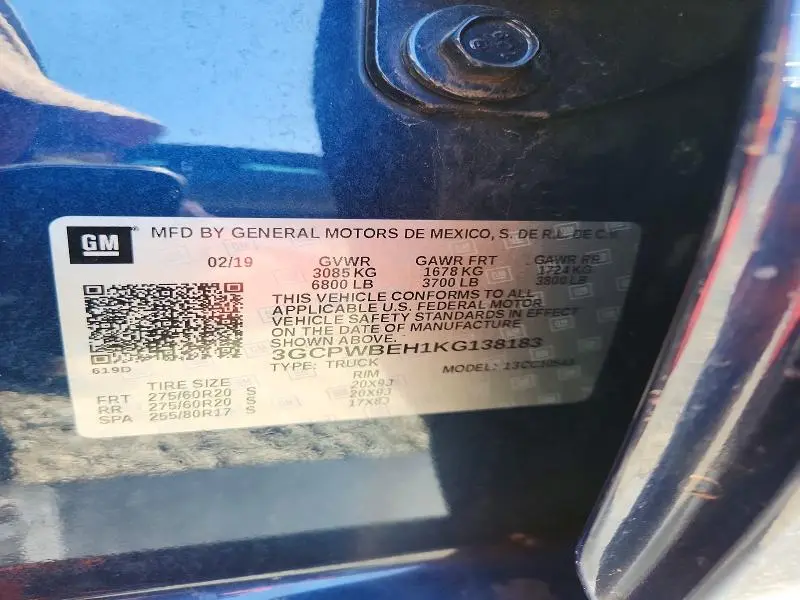 GM
MFD BY GENERAL MOTORS DE MEXICO, S. DE R.L. DE C.V.
02/19 GVWR GAWR FRT GAWR RR
3085 KG 1678 KG 1724 KG
6800 LB 3700 LB 3800 LB
THIS VEHICLE CONFORMS TO ALL
APPLICABLE U.S. FEDERAL MOTOR
VEHICLE SAFETY STANDARDS IN EFFECT
ON THE DATE OF MANUFACTURE
SHOWN ABOVE.
619D
3GCPWBEH1KG138183
TYPE: TRUCK MODEL:
TIRE SIZE RIM
FRT 275/60R20 S 20X9J
RR 275/60R20 S 20X9J
SPA 255/80R17 S 17X8J